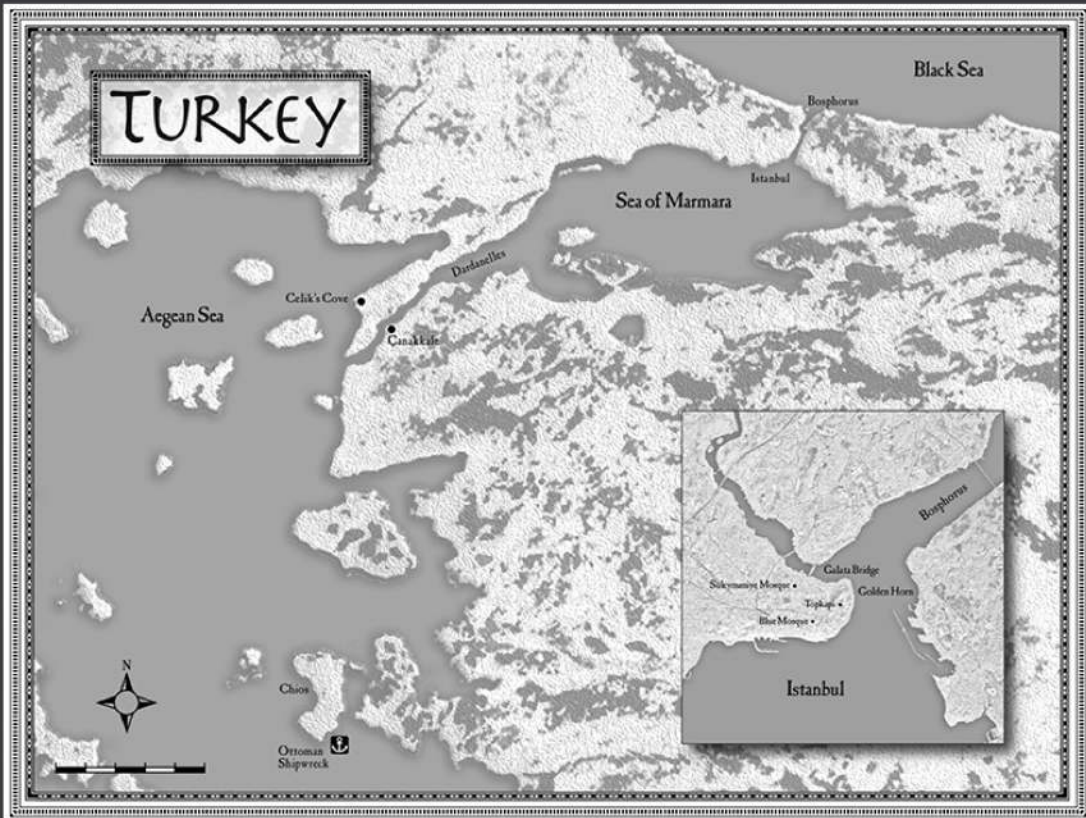 TURKEY
Black Sea
Bosphorus
Istanbul
Sea of Marmara
Dardanelles
Celik's Cove
Aegean Sea
Çanakkale
Bosphorus
Galata Bridge
Süleymaniye Mosque
Golden Horn
Topkapi
Blue Mosque
Istanbul
N
Chios
Ottoman
Shipwreck